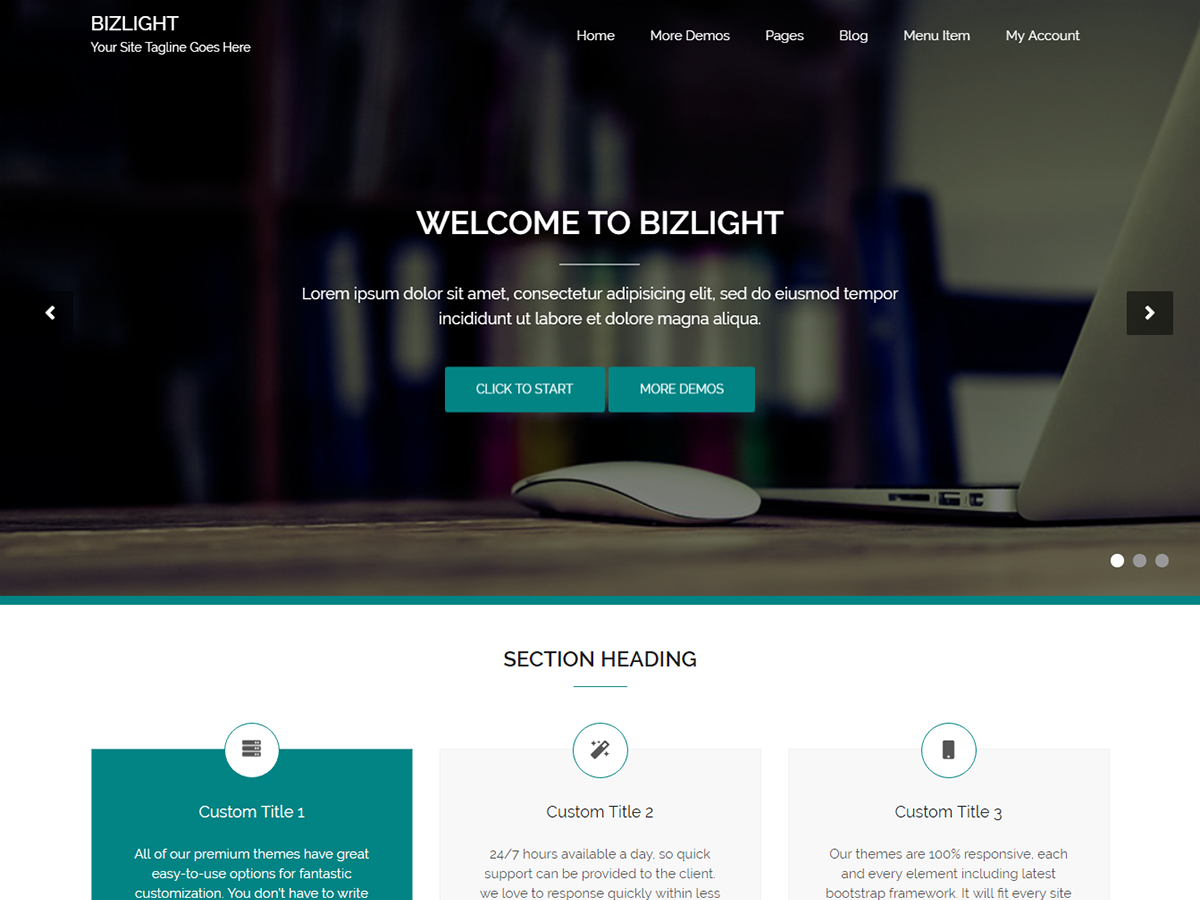 BIZLIGHT
Your Site Tagline Goes Here
Home More Demos Pages Blog Menu Item My Account
WELCOME TO BIZLIGHT
Lorem ipsum dolor sit amet, consectetur adipisicing elit, sed do eiusmod tempor
incididunt ut labore et dolore magna aliqua.
CLICK TO START MORE DEMOS
SECTION HEADING
Custom Title 1
All of our premium themes have great
easy-to-use options for fantastic
customization. You don't have to write
Custom Title 2
24/7 hours available a day, so quick
support can be provided to the client.
we love to response quickly within less
Custom Title 3
Our themes are 100% responsive, each
and every element including latest
bootstrap framework. It will fit every site